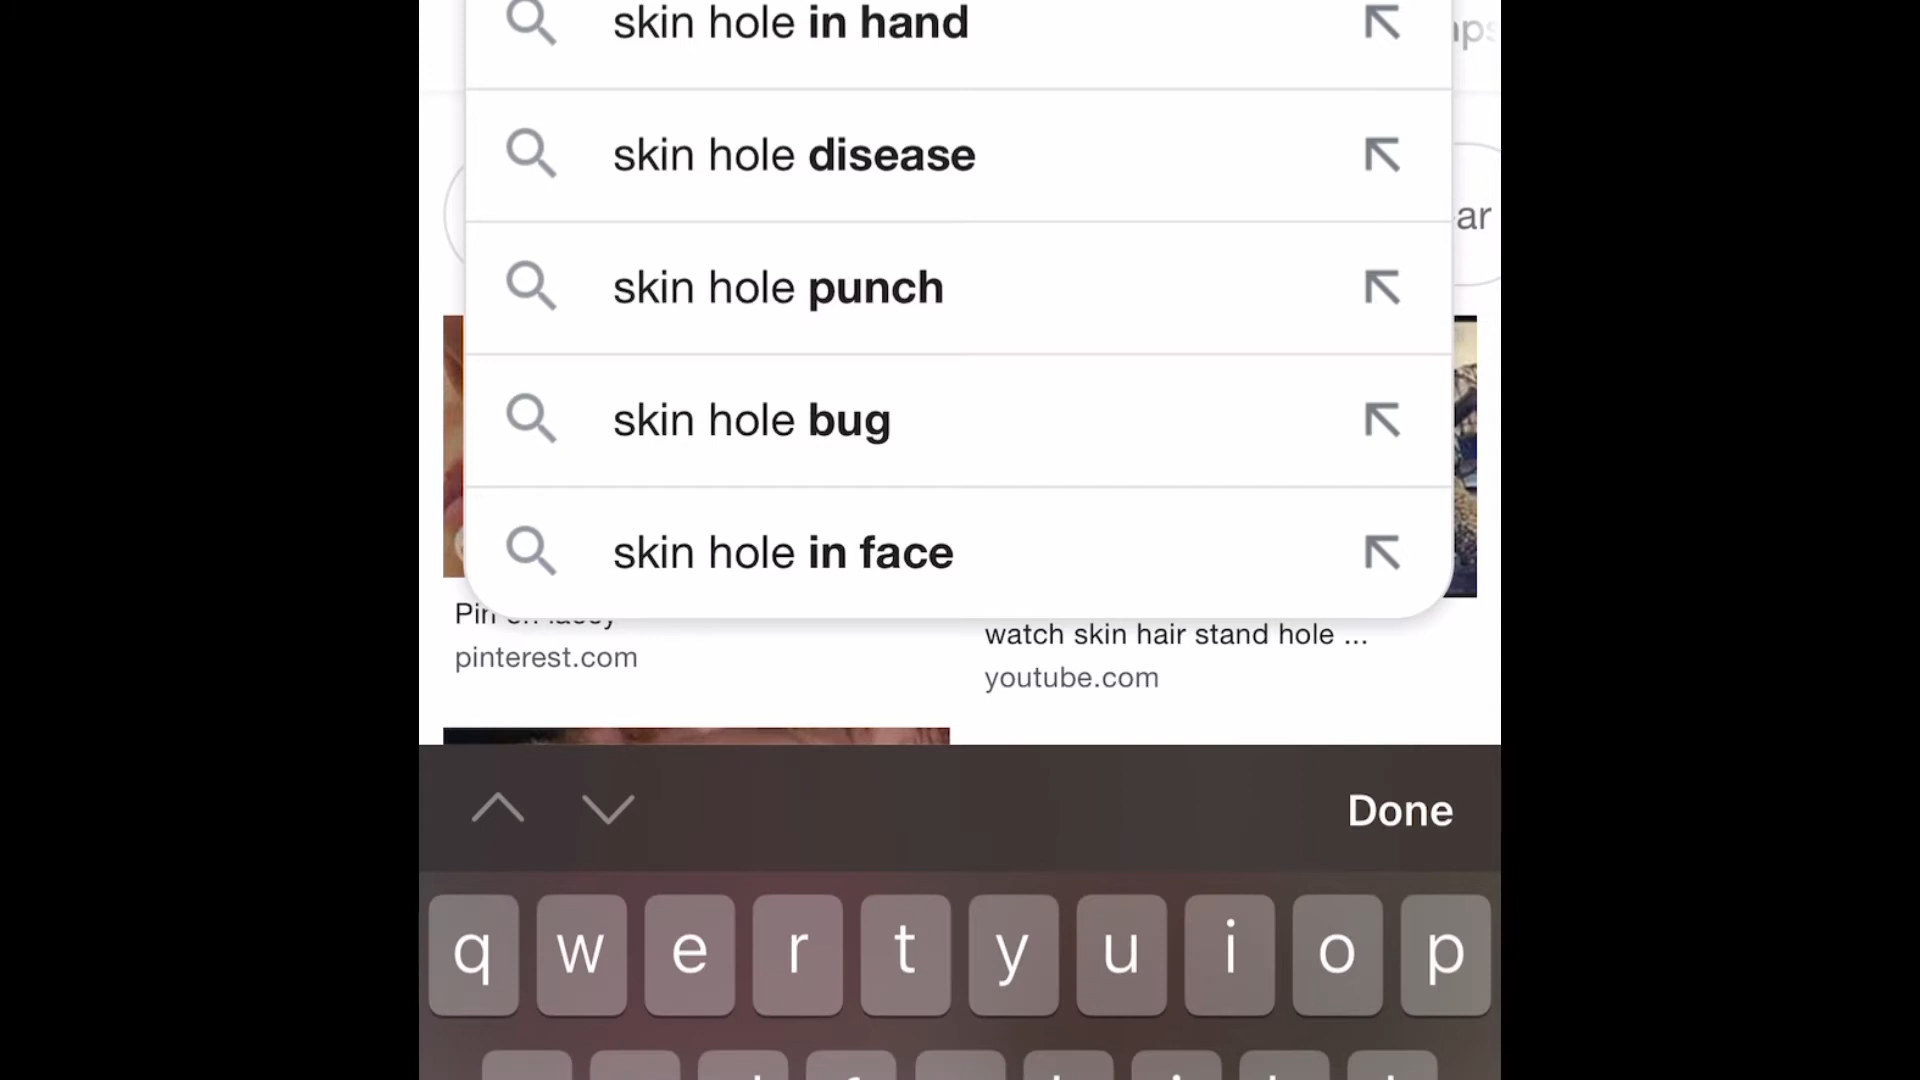 skin hole in hand
skin hole disease
ar
skin hole punch
skin hole bug
skin hole in face
watch skin hair stand hole ...
pinterest.com
youtube.com
Done
q w e r t y u i o p